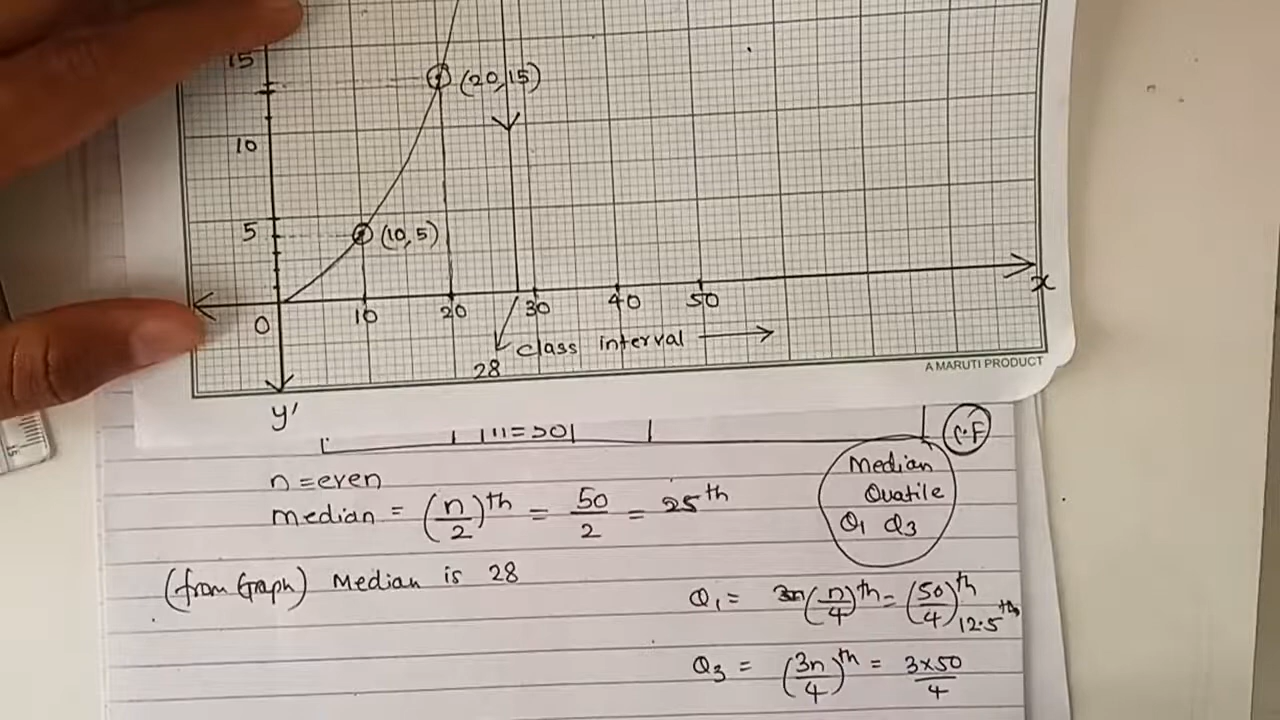 15
(20,15)
10
5
(10,5)
0
10 20 30 40 50
x
28
class interval
A MARUTI PRODUCT
y'
C.F
n = even
median = (n/2)th = 50/2 = 25th
Median
Quatile
Q1 Q3
(from Graph) Median is 28
Q1 = (n/4)th = (50/4)th 12.5th
Q3 = (3n/4)th = 3×50/4